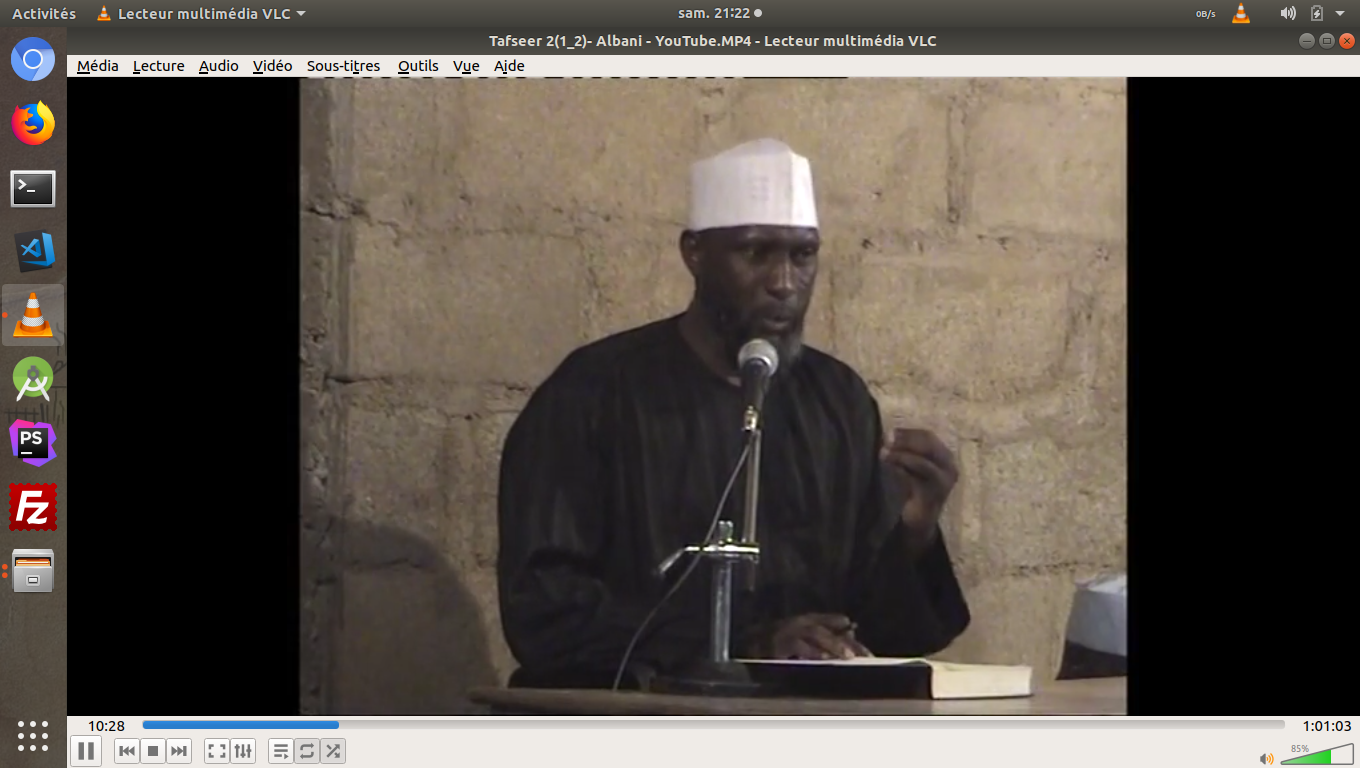 Activités Lecteur multimédia VLC sam. 21:22 0B/s
Tafseer 2(1_2)- Albani - YouTube.MP4 - Lecteur multimédia VLC
Média Lecture Audio Vidéo Sous-titres Outils Vue Aide
>_
PS
Fz
10:28 1:01:03
85%